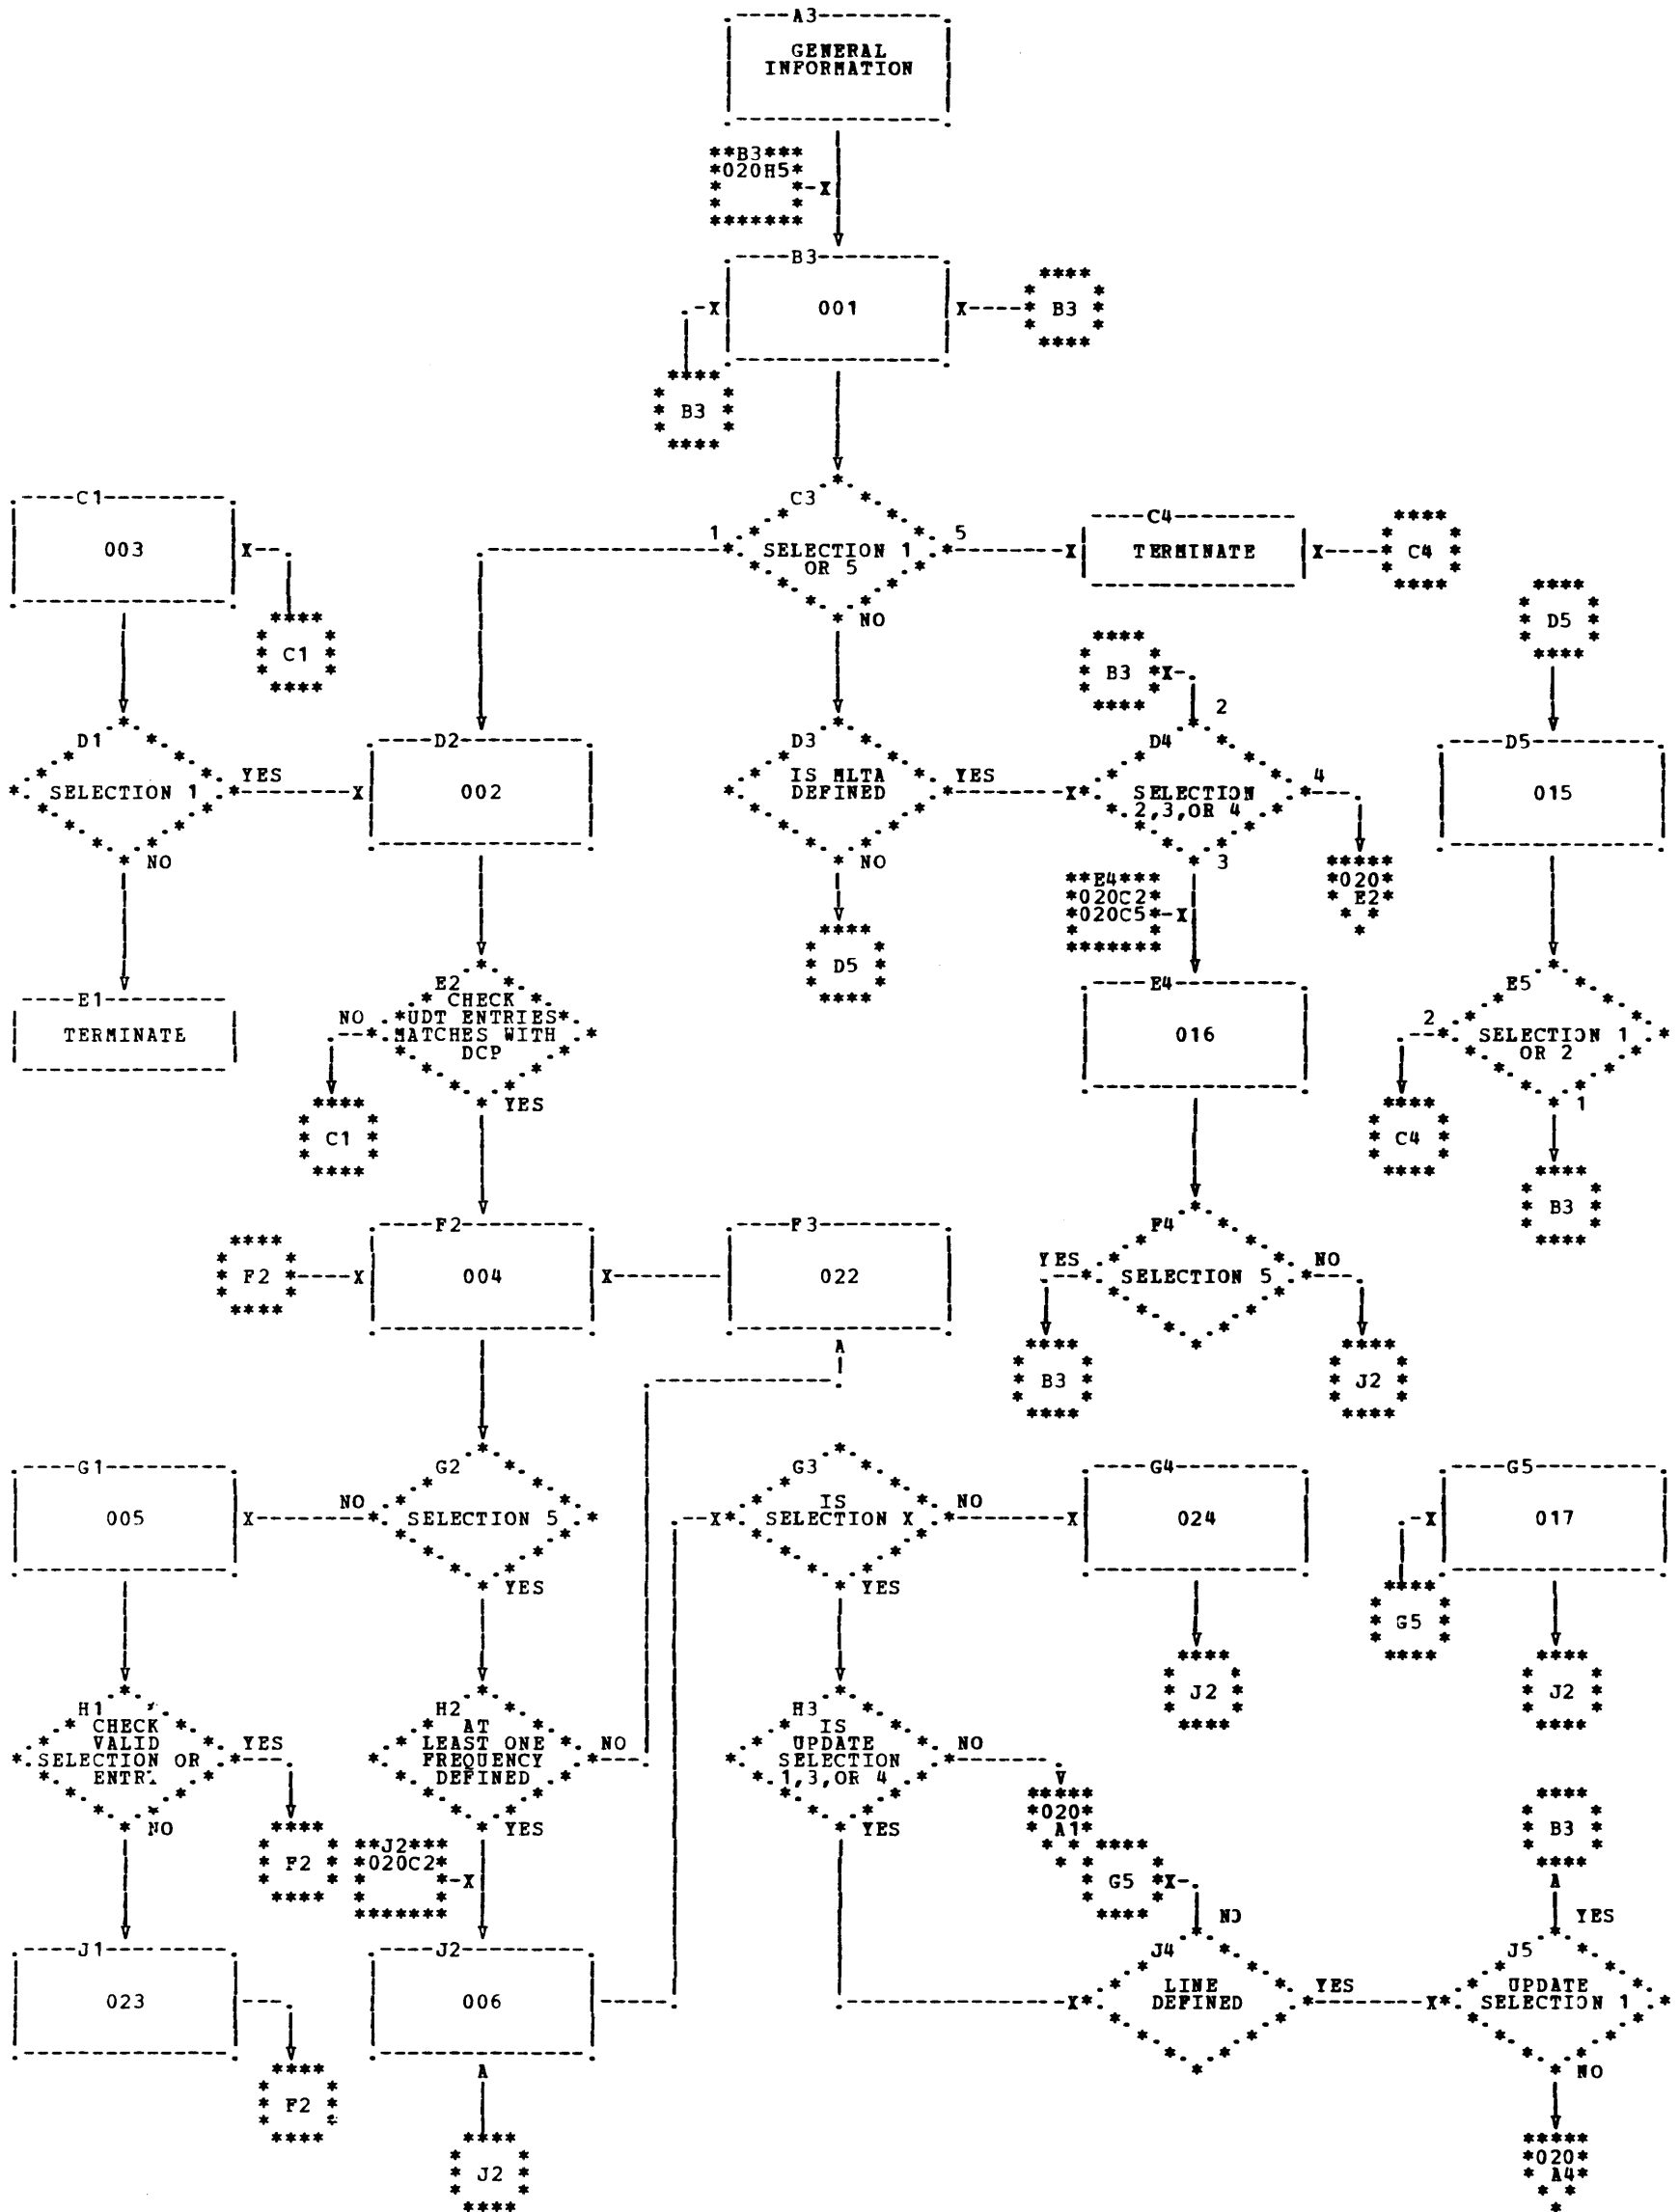 A3
GENERAL
INFORMATION
**B3***
*020H5*
B3
001
B3
B3
C1
003
C1
C3
1
SELECTION 1
OR 5
5
NO
C4
TERMINATE
C4
D5
B3
2
D1
SELECTION 1
YES
NO
D2
002
D3
IS MLTA
DEFINED
YES
NO
D4
SELECTION
2,3,OR 4
4
3
D5
015
*020*
E2*
**E4***
*020C2*
*020C5*
D5
E1
TERMINATE
E2
CHECK
UDT ENTRIES
MATCHES WITH
DCP
NO
YES
C1
E4
016
E5
SELECTION 1
OR 2
2
1
C4
B3
F2
F2
004
F3
022
F4
SELECTION 5
YES
NO
B3
J2
G1
005
G2
SELECTION 5
NO
YES
G3
IS
SELECTION X
NO
YES
G4
024
G5
017
G5
J2
J2
H1
CHECK
VALID
SELECTION OR
YES
NO
F2
H2
AT
LEAST ONE
FREQUENCY
DEFINED
NO
YES
**J2***
*020C2*
H3
IS
UPDATE
SELECTION
1,3,OR 4
NO
YES
*020*
A1*
G5
B3
J1
023
F2
J2
006
J2
J4
LINE
DEFINED
NO
YES
J5
UPDATE
SELECTION 1
YES
NO
*020*
A4*